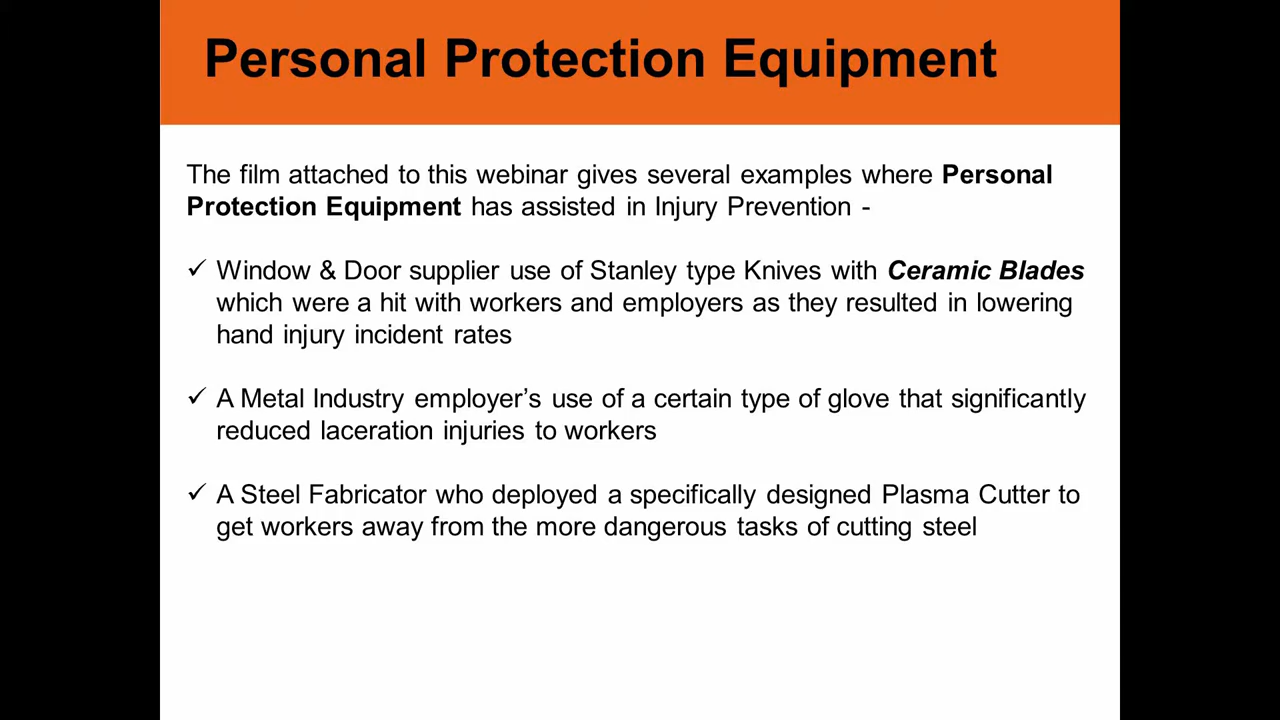 Personal Protection Equipment
The film attached to this webinar gives several examples where Personal
Protection Equipment has assisted in Injury Prevention -
✓ Window & Door supplier use of Stanley type Knives with Ceramic Blades
which were a hit with workers and employers as they resulted in lowering
hand injury incident rates
✓ A Metal Industry employer’s use of a certain type of glove that significantly
reduced laceration injuries to workers
✓ A Steel Fabricator who deployed a specifically designed Plasma Cutter to
get workers away from the more dangerous tasks of cutting steel